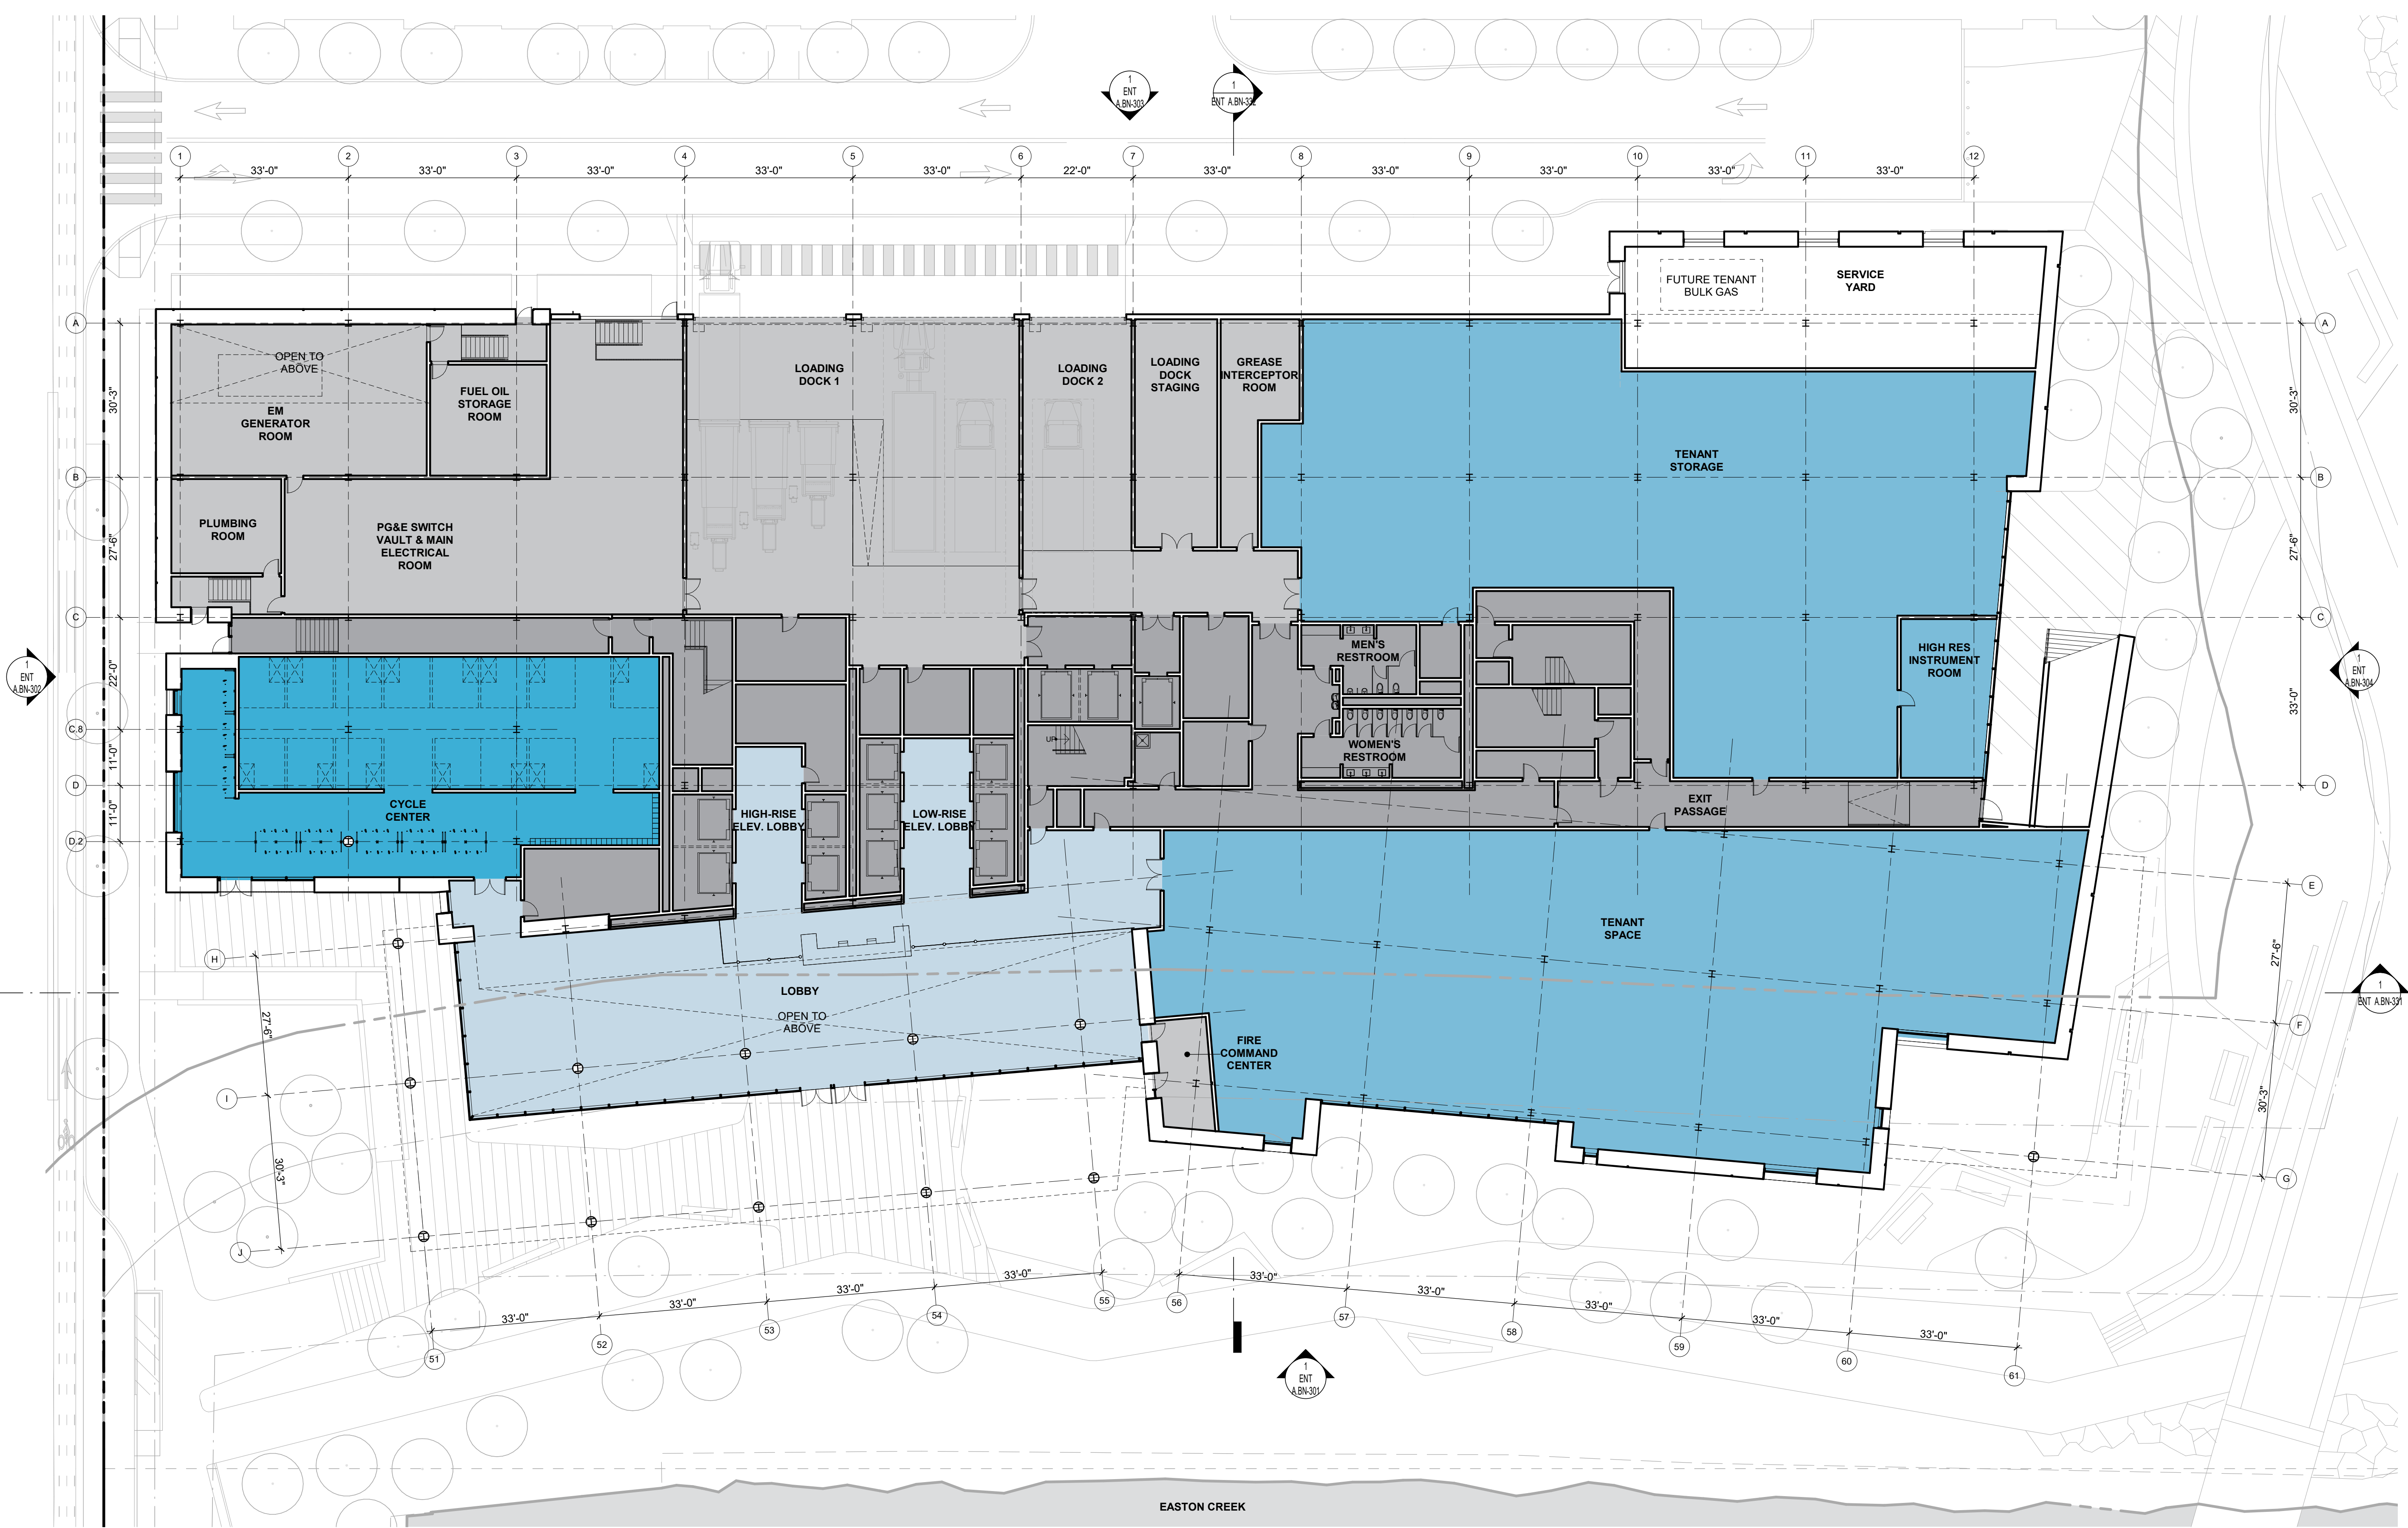 1
ENT
A.BN-303
1
ENT A.BN-332
1
2
3
4
5
6
7
8
9
10
11
12
33'-0"
33'-0"
33'-0"
33'-0"
33'-0"
22'-0"
33'-0"
33'-0"
33'-0"
33'-0"
33'-0"
FUTURE TENANT
BULK GAS
SERVICE
YARD
A
A
OPEN TO
ABOVE
EM
GENERATOR
ROOM
FUEL OIL
STORAGE
ROOM
LOADING
DOCK 1
LOADING
DOCK 2
LOADING
DOCK
STAGING
GREASE
INTERCEPTOR
ROOM
30'-3"
30'-3"
TENANT
STORAGE
B
B
PLUMBING
ROOM
PG&E SWITCH
VAULT & MAIN
ELECTRICAL
ROOM
27'-6"
27'-6"
C
C
1
ENT
A.BN-302
22'-0"
MEN'S
RESTROOM
HIGH RES
INSTRUMENT
ROOM
1
ENT
A.BN-304
33'-0"
C.8
UP
WOMEN'S
RESTROOM
11'-0"
D
D
CYCLE
CENTER
HIGH-RISE
ELEV. LOBBY
LOW-RISE
ELEV. LOBBY
EXIT
PASSAGE
11'-0"
D.2
E
TENANT
SPACE
H
27'-6"
LOBBY
OPEN TO
ABOVE
1
ENT A.BN-331
27'-6"
F
FIRE
COMMAND
CENTER
I
30'-3"
30'-3"
G
J
33'-0"
33'-0"
33'-0"
33'-0"
33'-0"
33'-0"
33'-0"
33'-0"
33'-0"
51
52
53
54
55
56
57
58
59
60
61
1
ENT
A.BN-301
EASTON CREEK